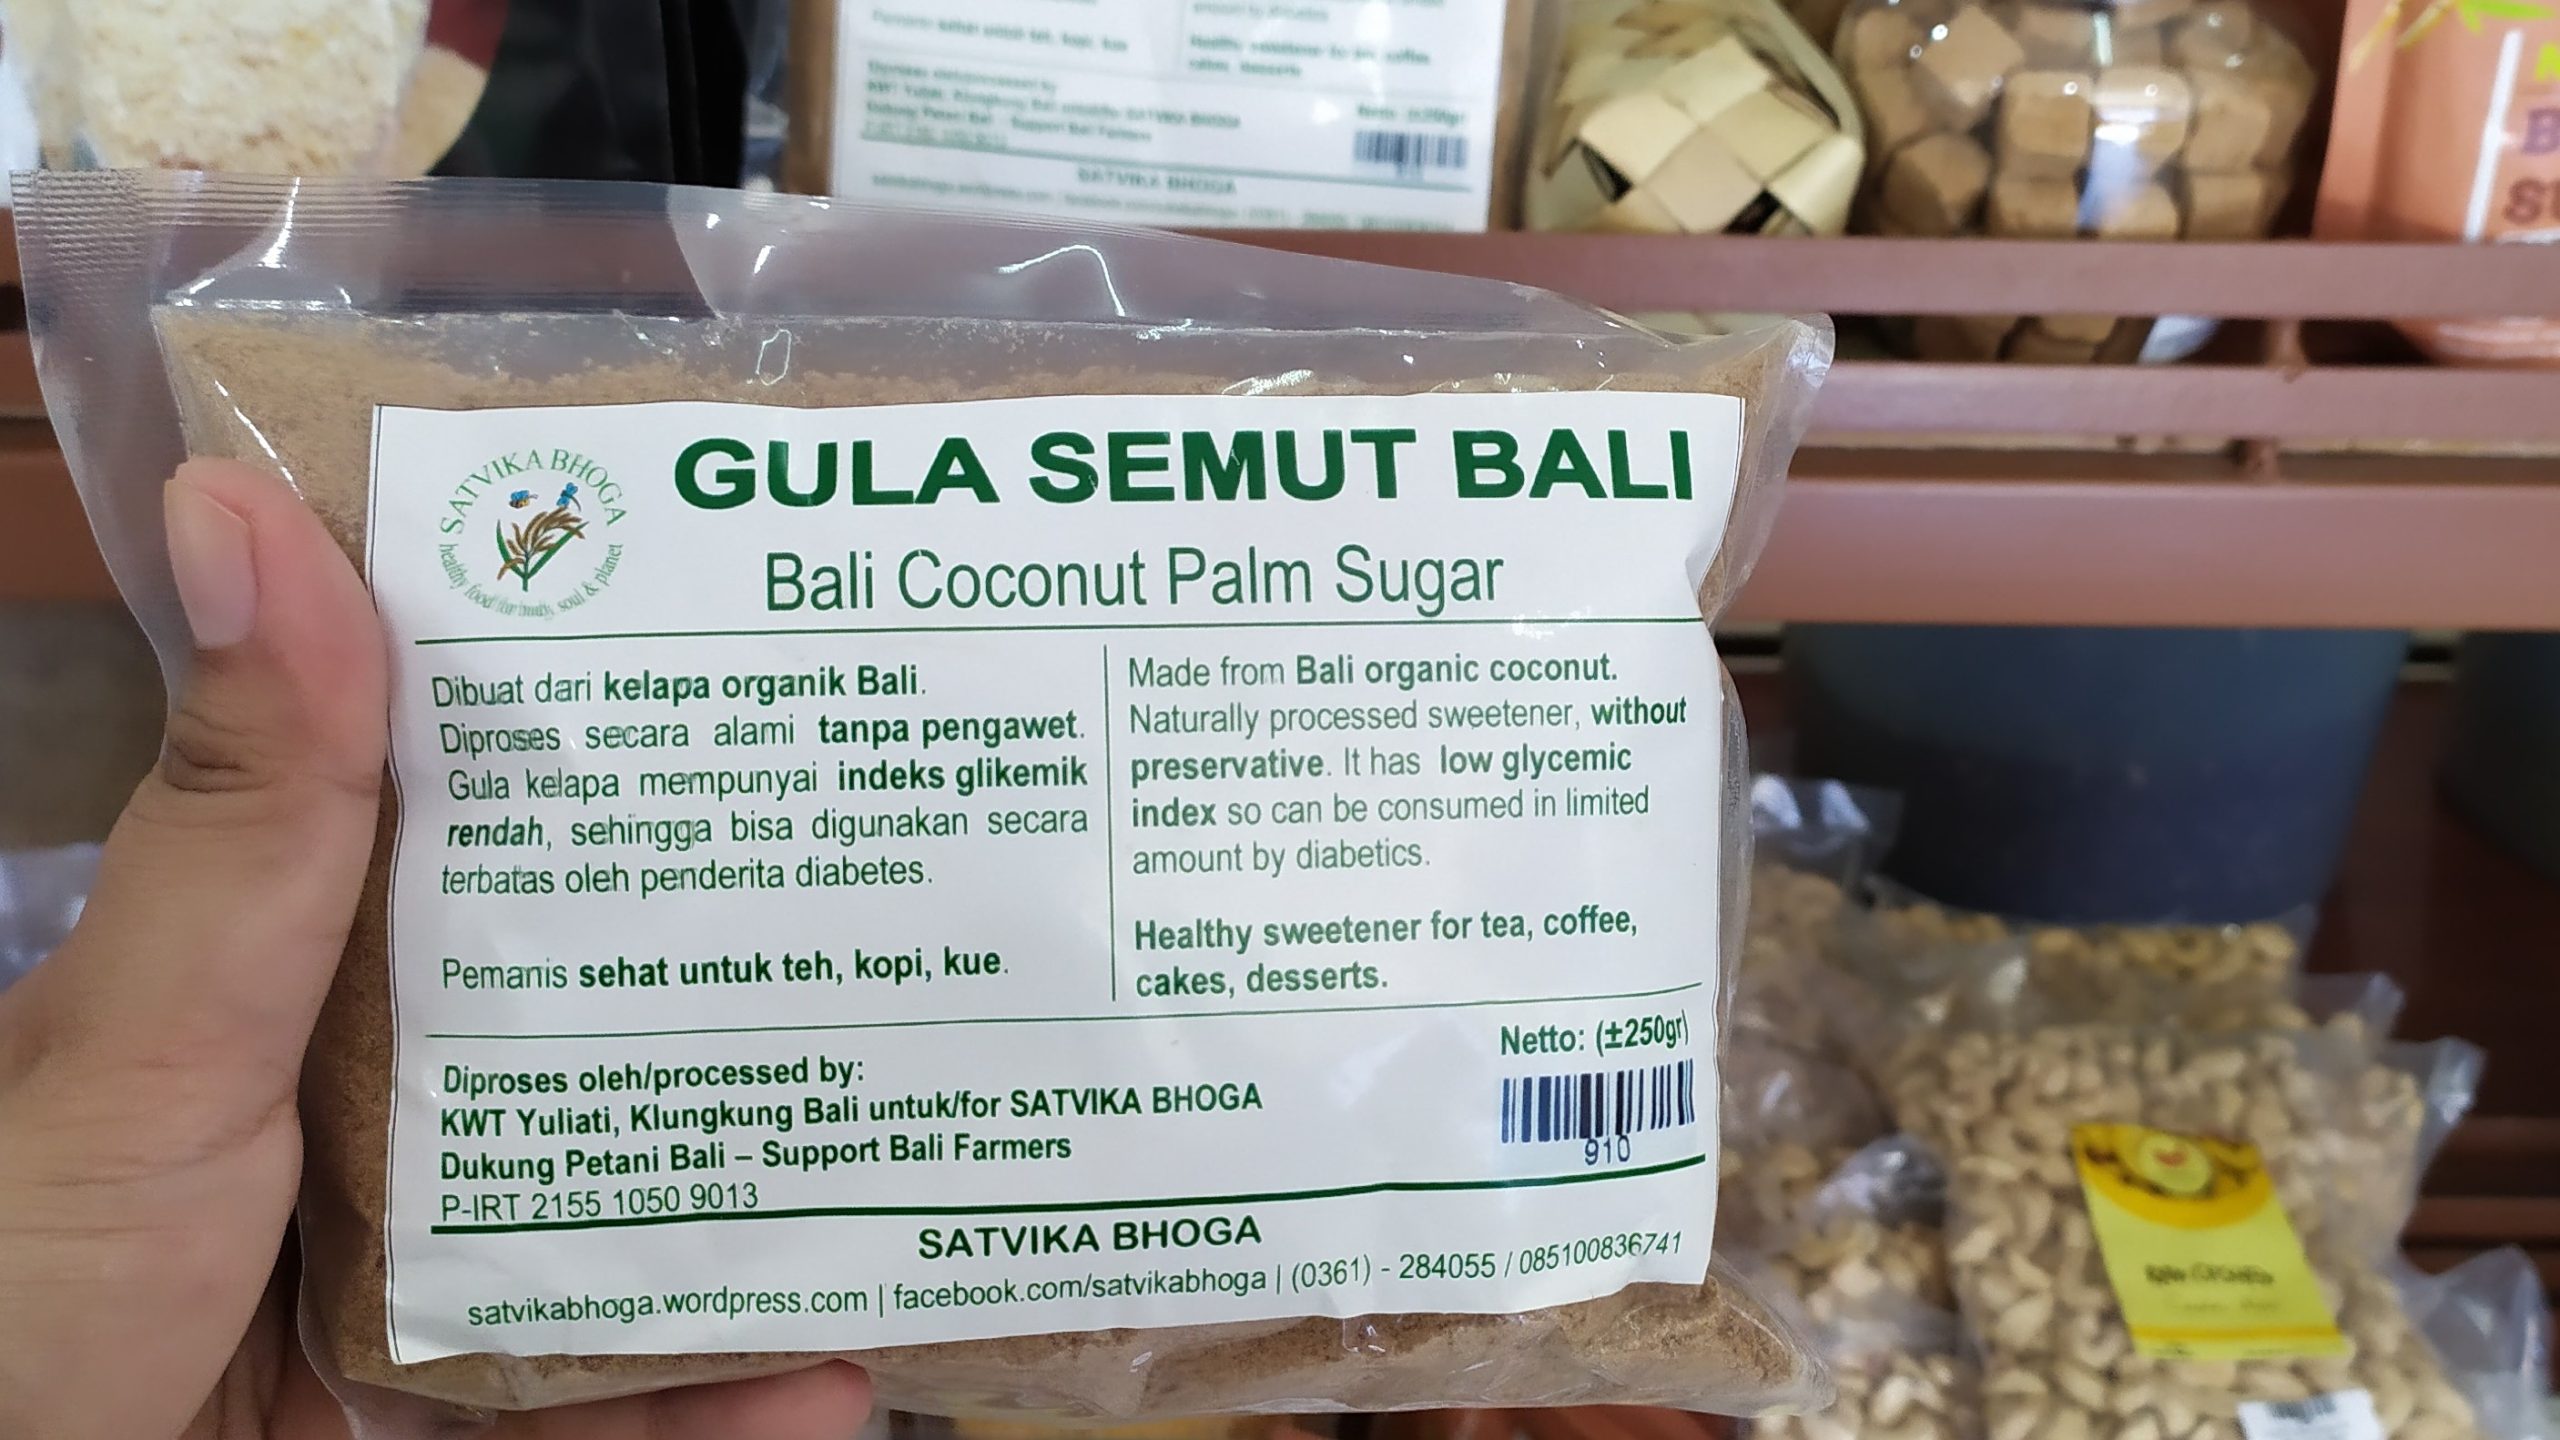 SATVIKA BHOGA
healthy food for body, soul & planet
GULA SEMUT BALI
Bali Coconut Palm Sugar
Dibuat dari kelapa organik Bali.
Diproses secara alami tanpa pengawet.
Gula kelapa mempunyai indeks glikemik
rendah, sehingga bisa digunakan secara
terbatas oleh penderita diabetes.
Pemanis sehat untuk teh, kopi, kue.
Made from Bali organic coconut.
Naturally processed sweetener, without
preservative. It has low glycemic
index so can be consumed in limited
amount by diabetics.
Healthy sweetener for tea, coffee,
cakes, desserts.
Netto: (±250gr)
910
Diproses oleh/processed by:
KWT Yuliati, Klungkung Bali untuk/for SATVIKA BHOGA
Dukung Petani Bali – Support Bali Farmers
P-IRT 2155 1050 9013
SATVIKA BHOGA
satvikabhoga.wordpress.com | facebook.com/satvikabhoga | (0361) - 284055 / 085100836741